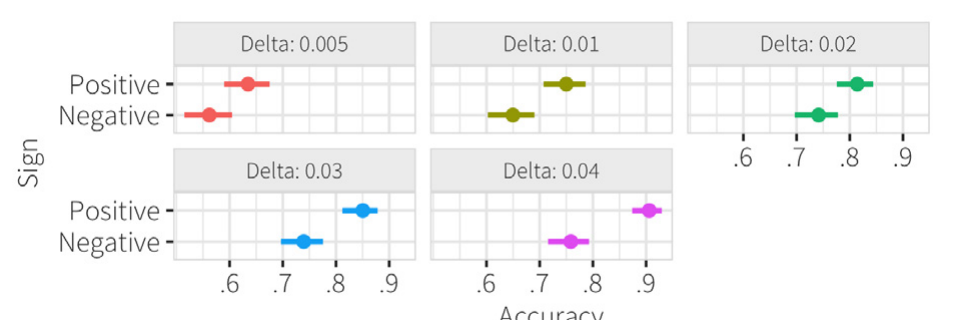 Delta: 0.005
Delta: 0.01
Delta: 0.02
Positive
Negative
.6 .7 .8 .9
Sign
Delta: 0.03
Delta: 0.04
Positive
Negative
.6 .7 .8 .9
.6 .7 .8 .9
Accuracy